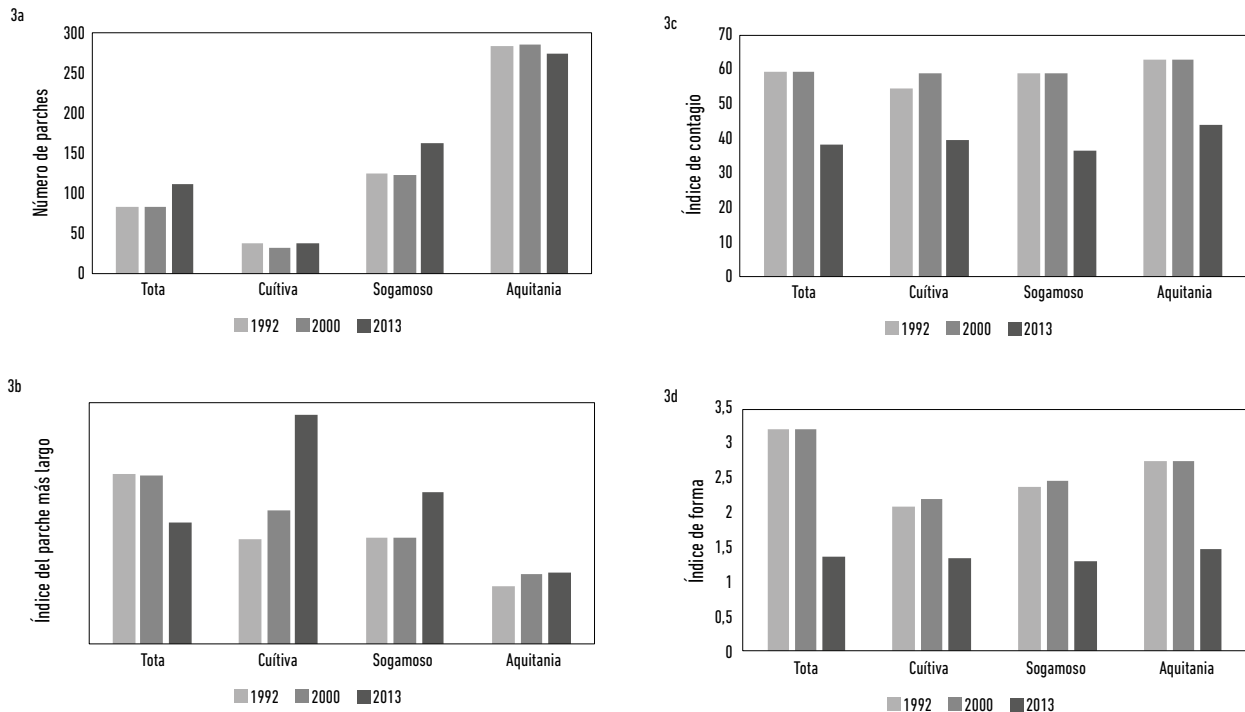 3a
Número de parches
300
250
200
150
100
50
0
Tota Cuítiva Sogamoso Aquitania
1992 2000 2013
3b
Índice del parche más largo
Tota Cuítiva Sogamoso Aquitania
1992 2000 2013
3c
Índice de contagio
70
60
50
40
30
20
10
0
Tota Cuítiva Sogamoso Aquitania
1992 2000 2013
3d
Índice de forma
3,5
3
2,5
2
1,5
1
0,5
0
Tota Cuítiva Sogamoso Aquitania
1992 2000 2013